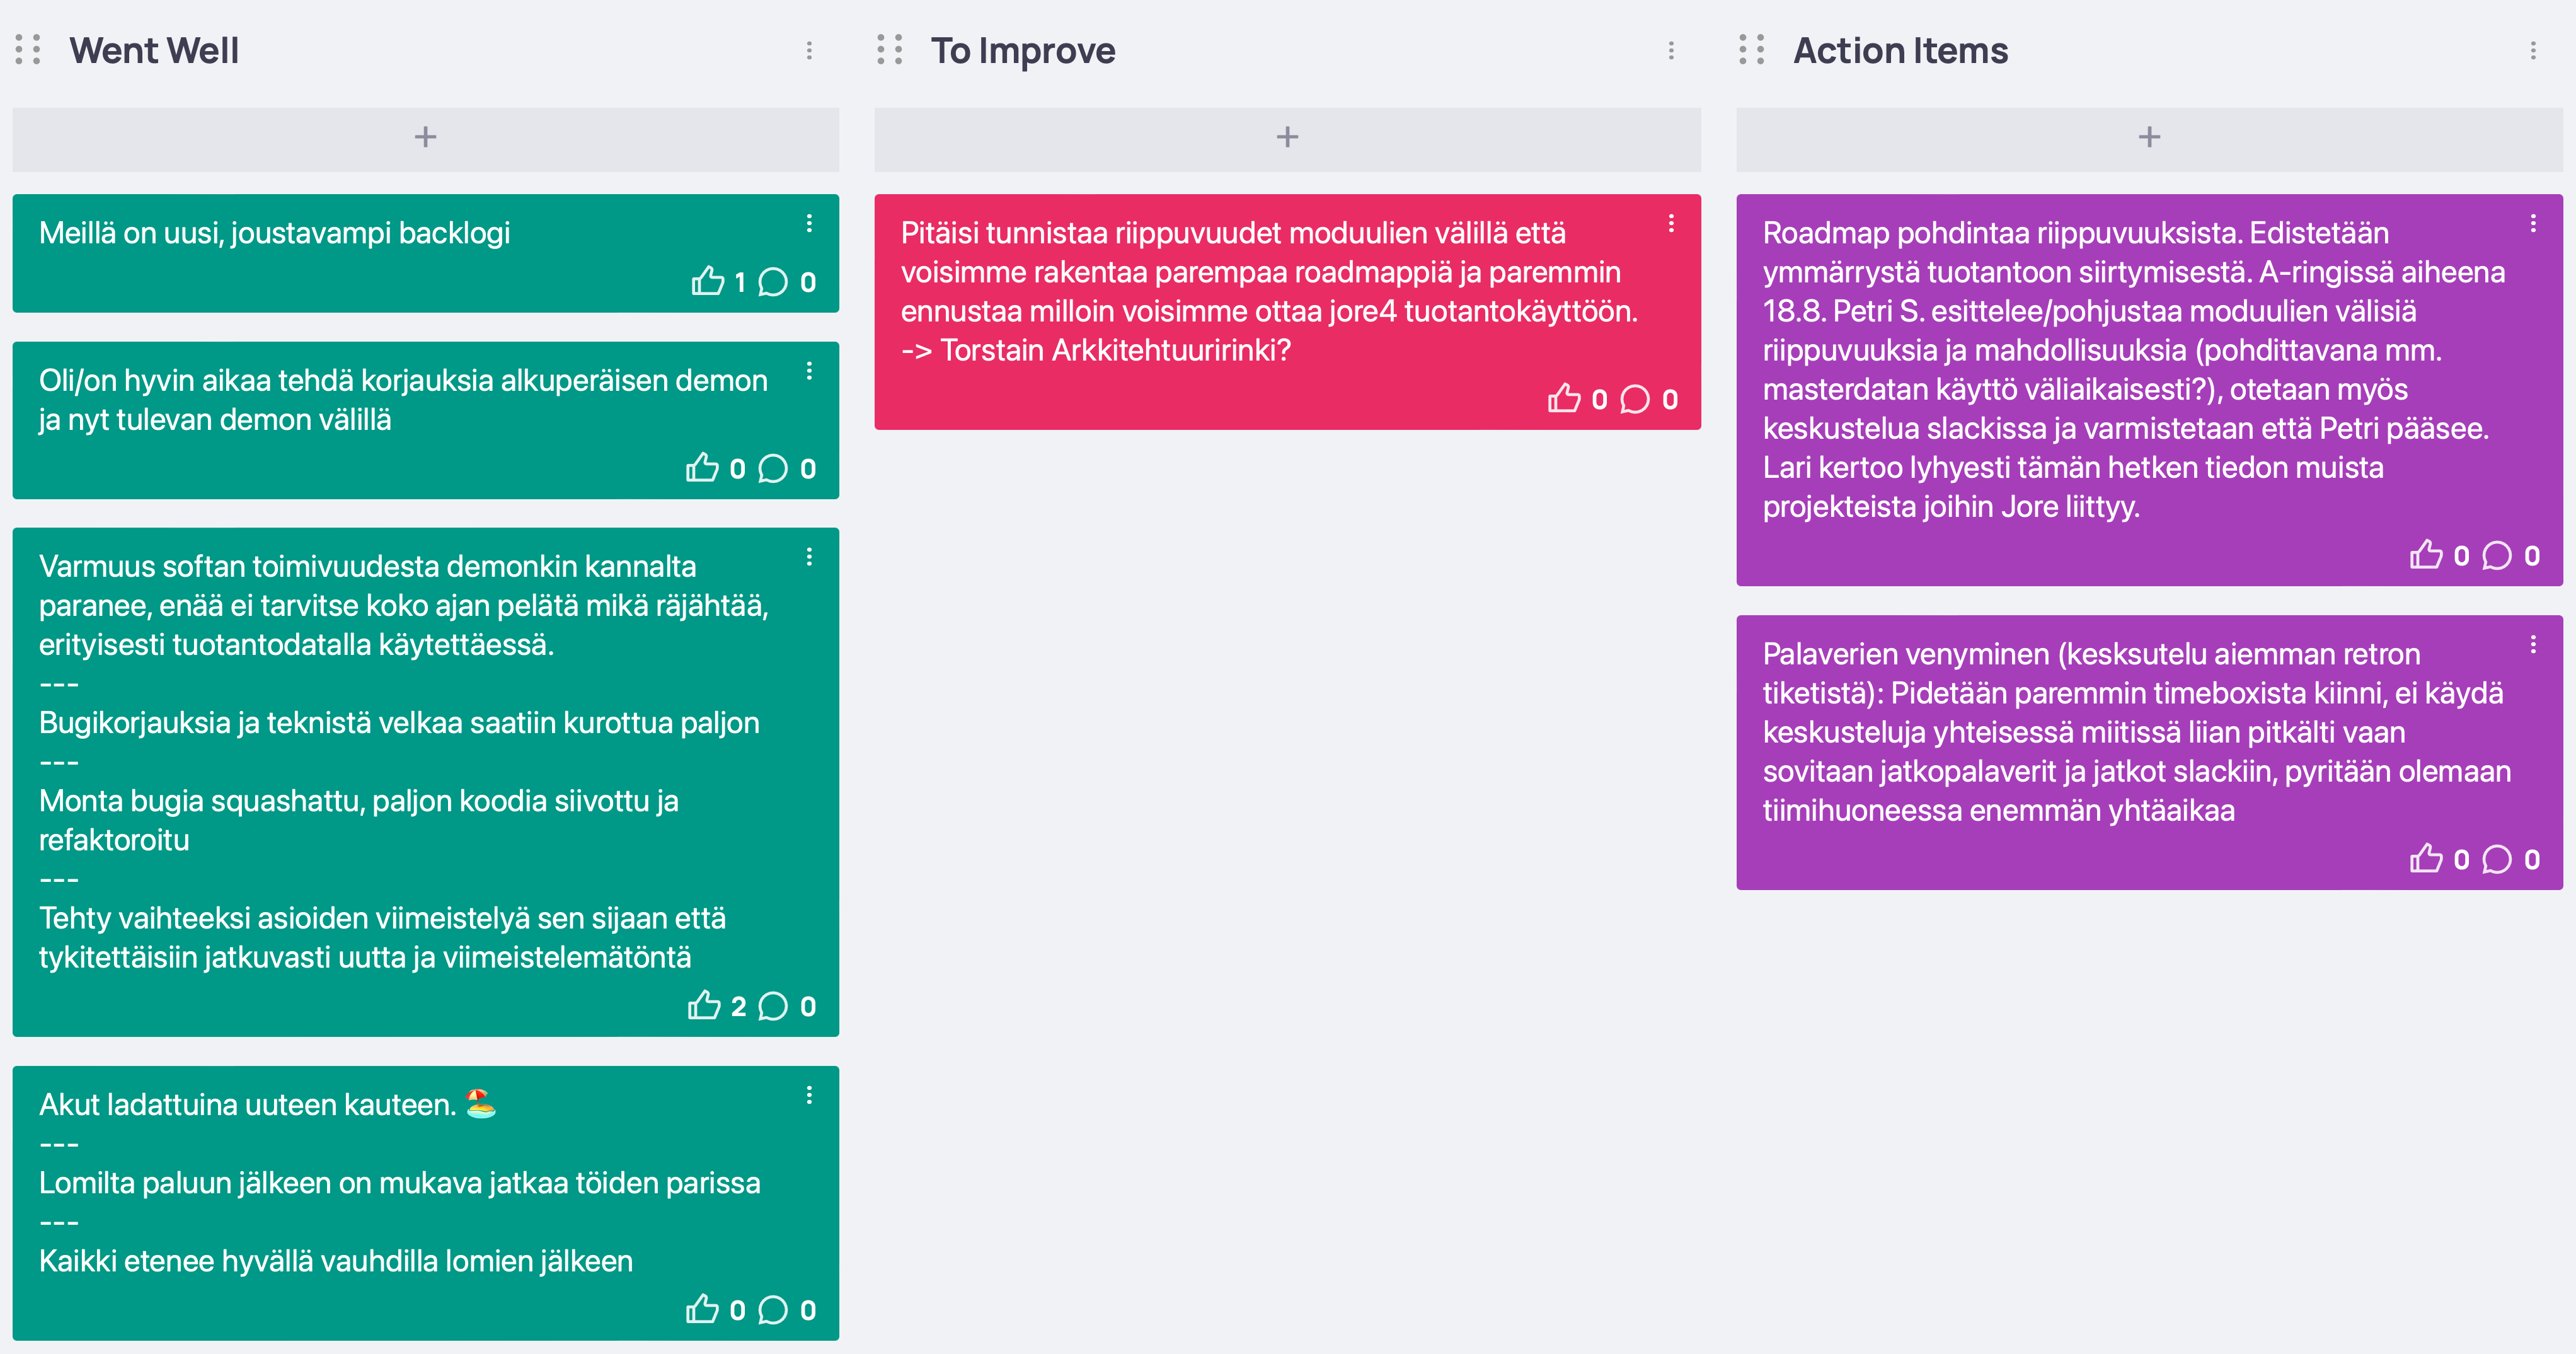 Went Well
+
Meillä on uusi, joustavampi backlogi
1 0
Oli/on hyvin aikaa tehdä korjauksia alkuperäisen demon
ja nyt tulevan demon välillä
0 0
Varmuus softan toimivuudesta demonkin kannalta
paranee, enää ei tarvitse koko ajan pelätä mikä räjähtää,
erityisesti tuotantodatalla käytettäessä.
---
Bugikorjauksia ja teknistä velkaa saatiin kurottua paljon
---
Monta bugia squashattu, paljon koodia siivottu ja
refaktoroitu
---
Tehty vaihteeksi asioiden viimeistelyä sen sijaan että
tykitettäisiin jatkuvasti uutta ja viimeistelemätöntä
2 0
Akut ladattuina uuteen kauteen. 🏖️
---
Lomilta paluun jälkeen on mukava jatkaa töiden parissa
---
Kaikki etenee hyvällä vauhdilla lomien jälkeen
0 0
To Improve
+
Pitäisi tunnistaa riippuvuudet moduulien välillä että
voisimme rakentaa parempaa roadmappiä ja paremmin
ennustaa milloin voisimme ottaa jore4 tuotantokäyttöön.
-> Torstain Arkkitehtuuririnki?
0 0
Action Items
+
Roadmap pohdintaa riippuvuuksista. Edistetään
ymmärrystä tuotantoon siirtymisestä. A-ringissä aiheena
18.8. Petri S. esittelee/pohjustaa moduulien välisiä
riippuvuuksia ja mahdollisuuksia (pohdittavana mm.
masterdatan käyttö väliaikaisesti?), otetaan myös
keskustelua slackissa ja varmistetaan että Petri pääsee.
Lari kertoo lyhyesti tämän hetken tiedon muista
projekteista joihin Jore liittyy.
0 0
Palaverien venyminen (kesksutelu aiemman retron
tiketistä): Pidetään paremmin timeboxista kiinni, ei käydä
keskusteluja yhteisessä miitissä liian pitkälti vaan
sovitaan jatkopalaverit ja jatkot slackiin, pyritään olemaan
tiimihuoneessa enemmän yhtäaikaa
0 0